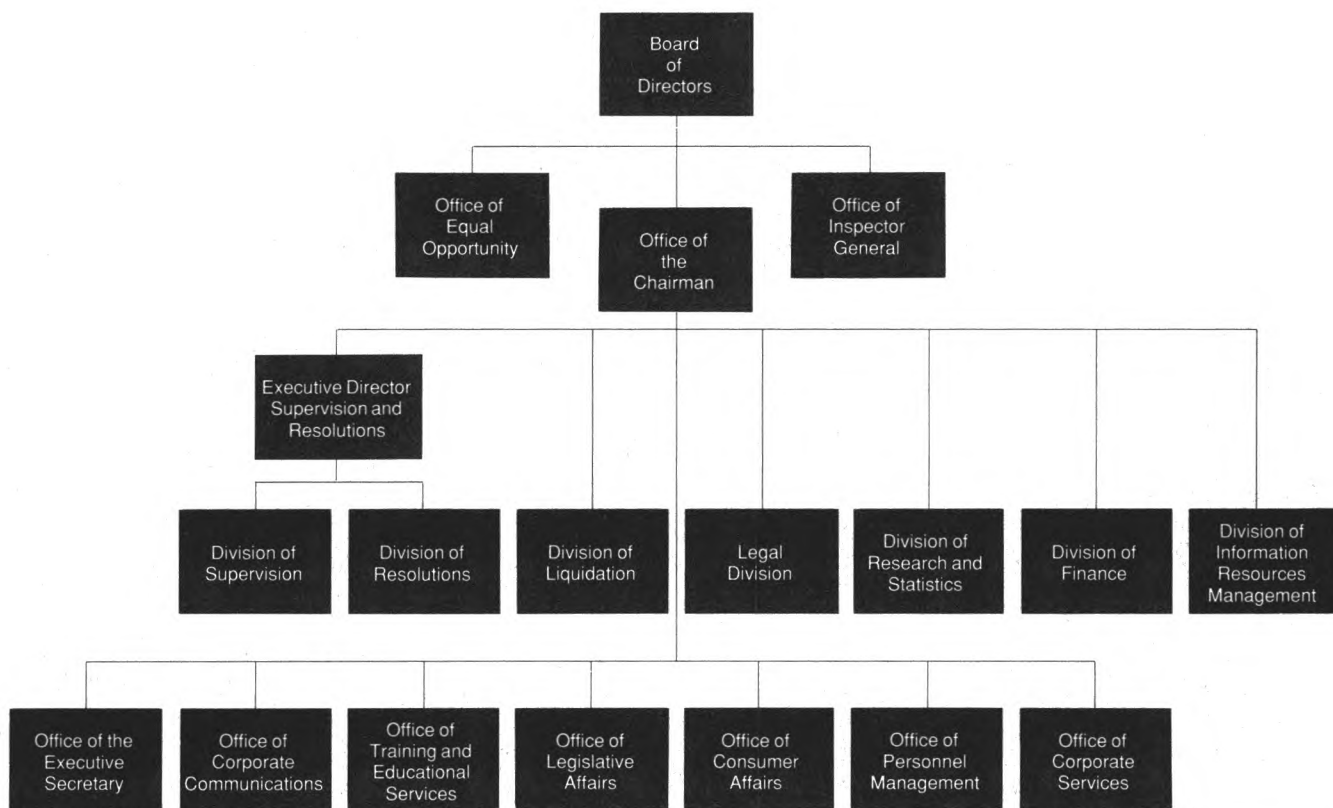 Board
of
Directors
Office of
Equal
Opportunity
Office of
the
Chairman
Office of
Inspector
General
Executive Director
Supervision and
Resolutions
Division of
Supervision
Division of
Resolutions
Division of
Liquidation
Legal
Division
Division of
Research and
Statistics
Division of
Finance
Division of
Information
Resources
Management
Office of the
Executive
Secretary
Office of
Corporate
Communications
Office of
Training and
Educational
Services
Office of
Legislative
Affairs
Office of
Consumer
Affairs
Office of
Personnel
Management
Office of
Corporate
Services